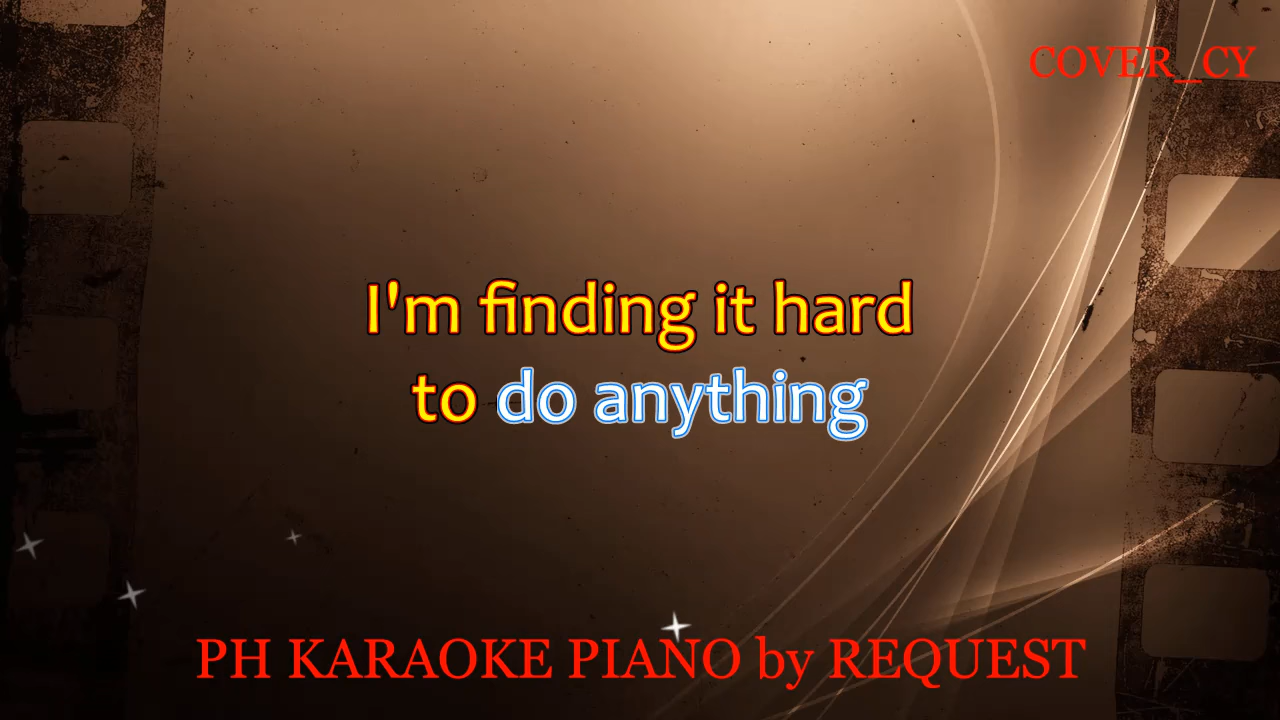 COVER_CY
I'm finding it hard
to do anything
PH KARAOKE PIANO by REQUEST